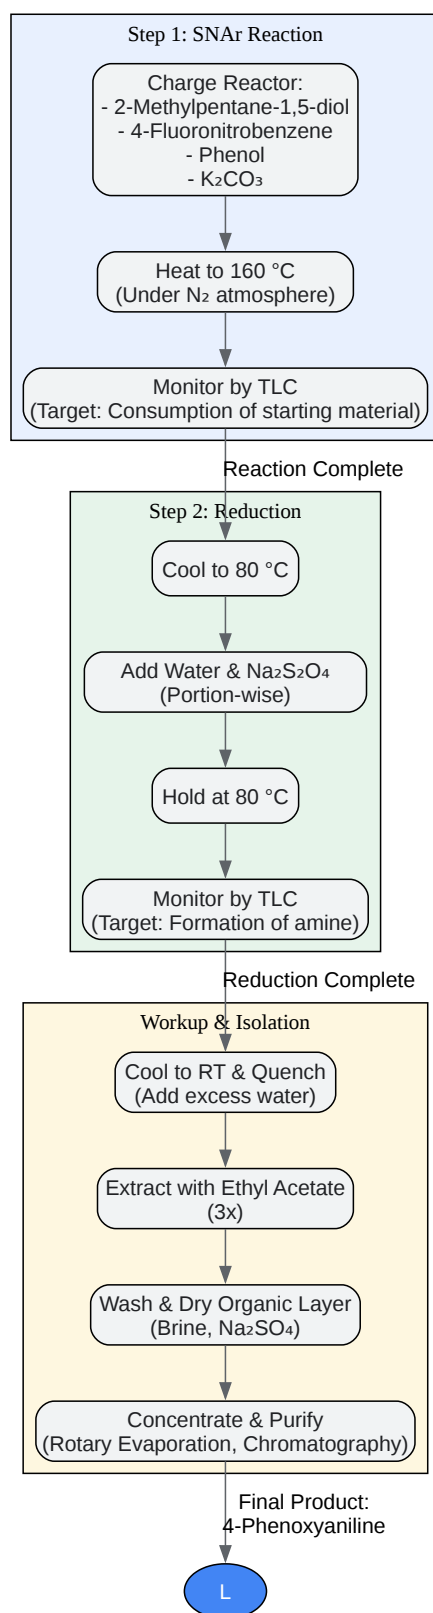 Step 1: SNAr Reaction
Charge Reactor:
- 2-Methylpentane-1,5-diol
- 4-Fluoronitrobenzene
- Phenol
- K₂CO₃
Heat to 160 °C
(Under N₂ atmosphere)
Monitor by TLC
(Target: Consumption of starting material)
Reaction Complete
Step 2: Reduction
Cool to 80 °C
Add Water & Na₂S₂O₄
(Portion-wise)
Hold at 80 °C
Monitor by TLC
(Target: Formation of amine)
Reduction Complete
Workup & Isolation
Cool to RT & Quench
(Add excess water)
Extract with Ethyl Acetate
(3x)
Wash & Dry Organic Layer
(Brine, Na₂SO₄)
Concentrate & Purify
(Rotary Evaporation, Chromatography)
Final Product:
4-Phenoxyaniline
L